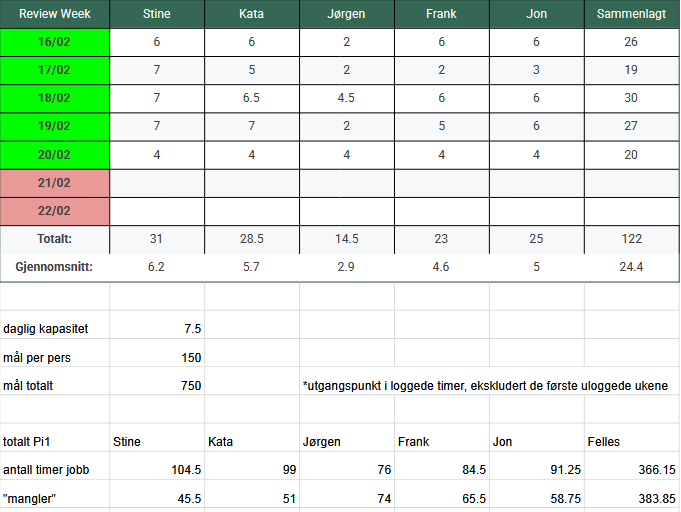 Review Week Stine Kata Jørgen Frank Jon Sammenlagt
16/02 6 6 2 6 6 26
17/02 7 5 2 2 3 19
18/02 7 6.5 4.5 6 6 30
19/02 7 7 2 5 6 27
20/02 4 4 4 4 4 20
21/02
22/02
Totalt: 31 28.5 14.5 23 25 122
Gjennomsnitt: 6.2 5.7 2.9 4.6 5 24.4
daglig kapasitet 7.5
mål per pers 150
mål totalt 750 *utgangspunkt i loggede timer, ekskludert de første uloggede ukene
totalt Pi1 Stine Kata Jørgen Frank Jon Felles
antall timer jobb 104.5 99 76 84.5 91.25 366.15
"mangler" 45.5 51 74 65.5 58.75 383.85